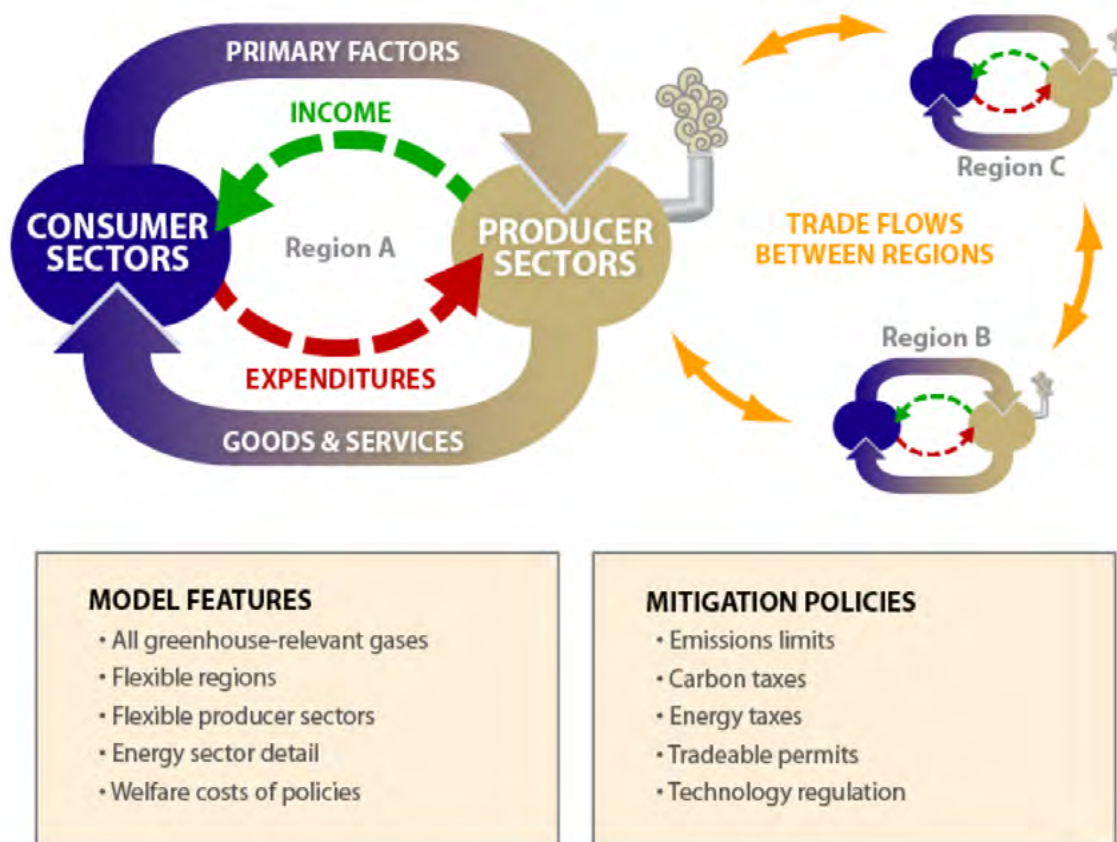 PRIMARY FACTORS
INCOME
CONSUMER
SECTORS
Region A
PRODUCER
SECTORS
EXPENDITURES
GOODS & SERVICES
Region C
TRADE FLOWS
BETWEEN REGIONS
Region B
MODEL FEATURES
• All greenhouse-relevant gases
• Flexible regions
• Flexible producer sectors
• Energy sector detail
• Welfare costs of policies
MITIGATION POLICIES
• Emissions limits
• Carbon taxes
• Energy taxes
• Tradeable permits
• Technology regulation